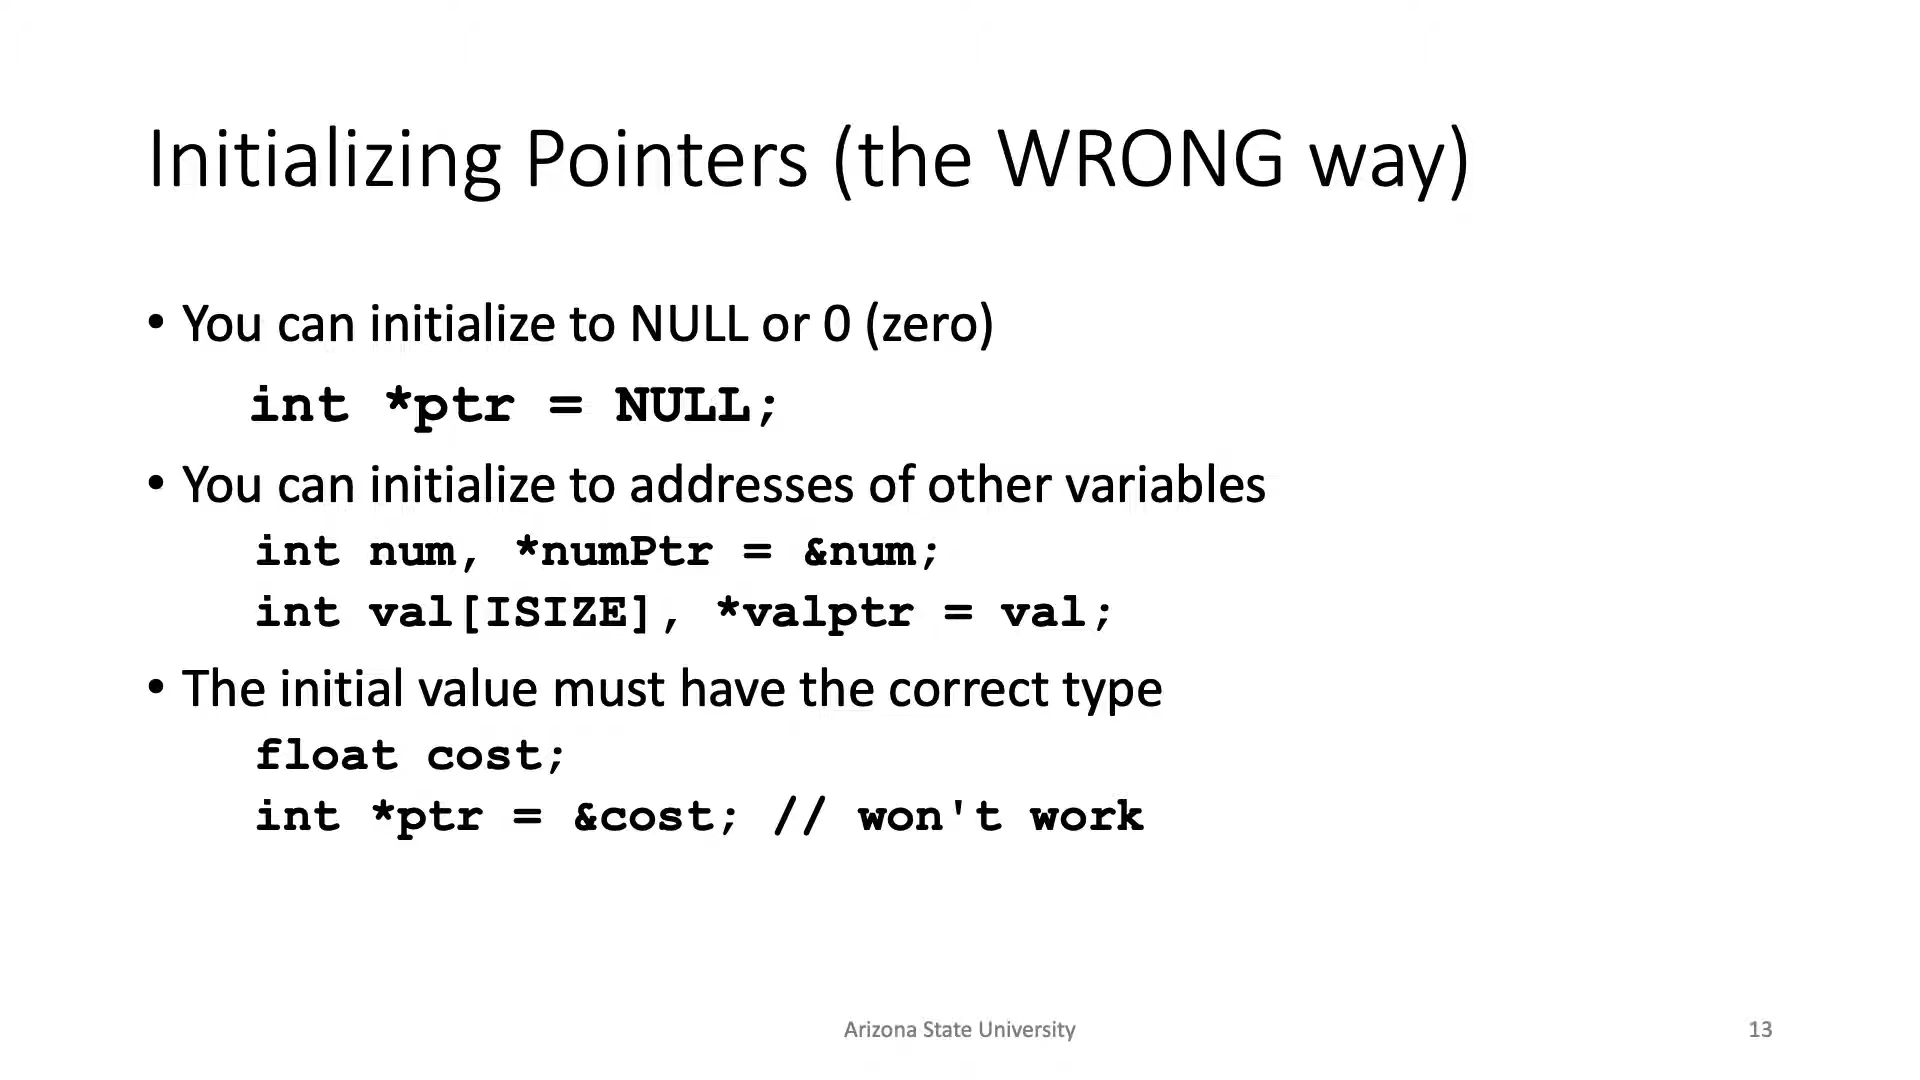 Initializing Pointers (the WRONG way)
• You can initialize to NULL or 0 (zero)
int *ptr = NULL;
• You can initialize to addresses of other variables
int num, *numPtr = &num;
int val[ISIZE], *valptr = val;
• The initial value must have the correct type
float cost;
int *ptr = &cost; // won't work
Arizona State University
13